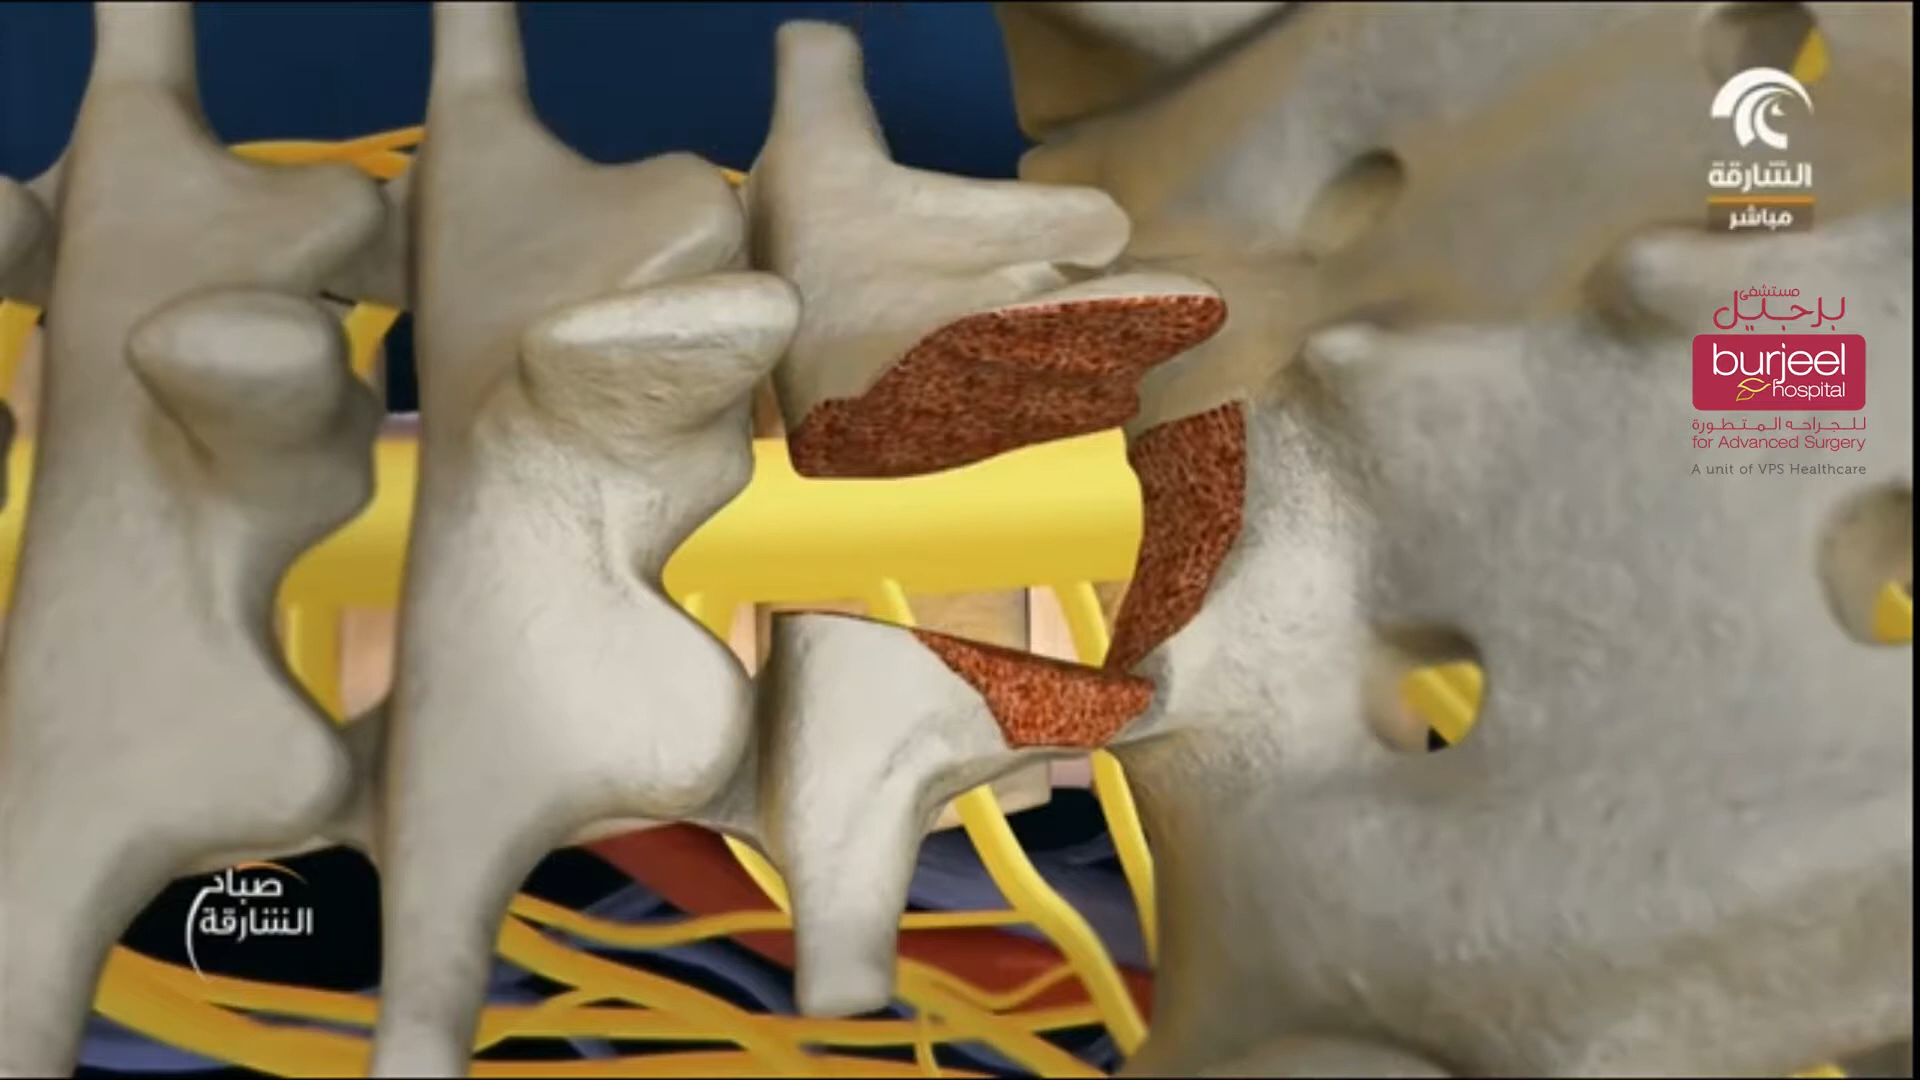 الشارقة
مباشر
مستشفى
برجيل
burjeel
hospital
للجراحة المتطورة
for Advanced Surgery
A unit of VPS Healthcare
صباح
الشارقة